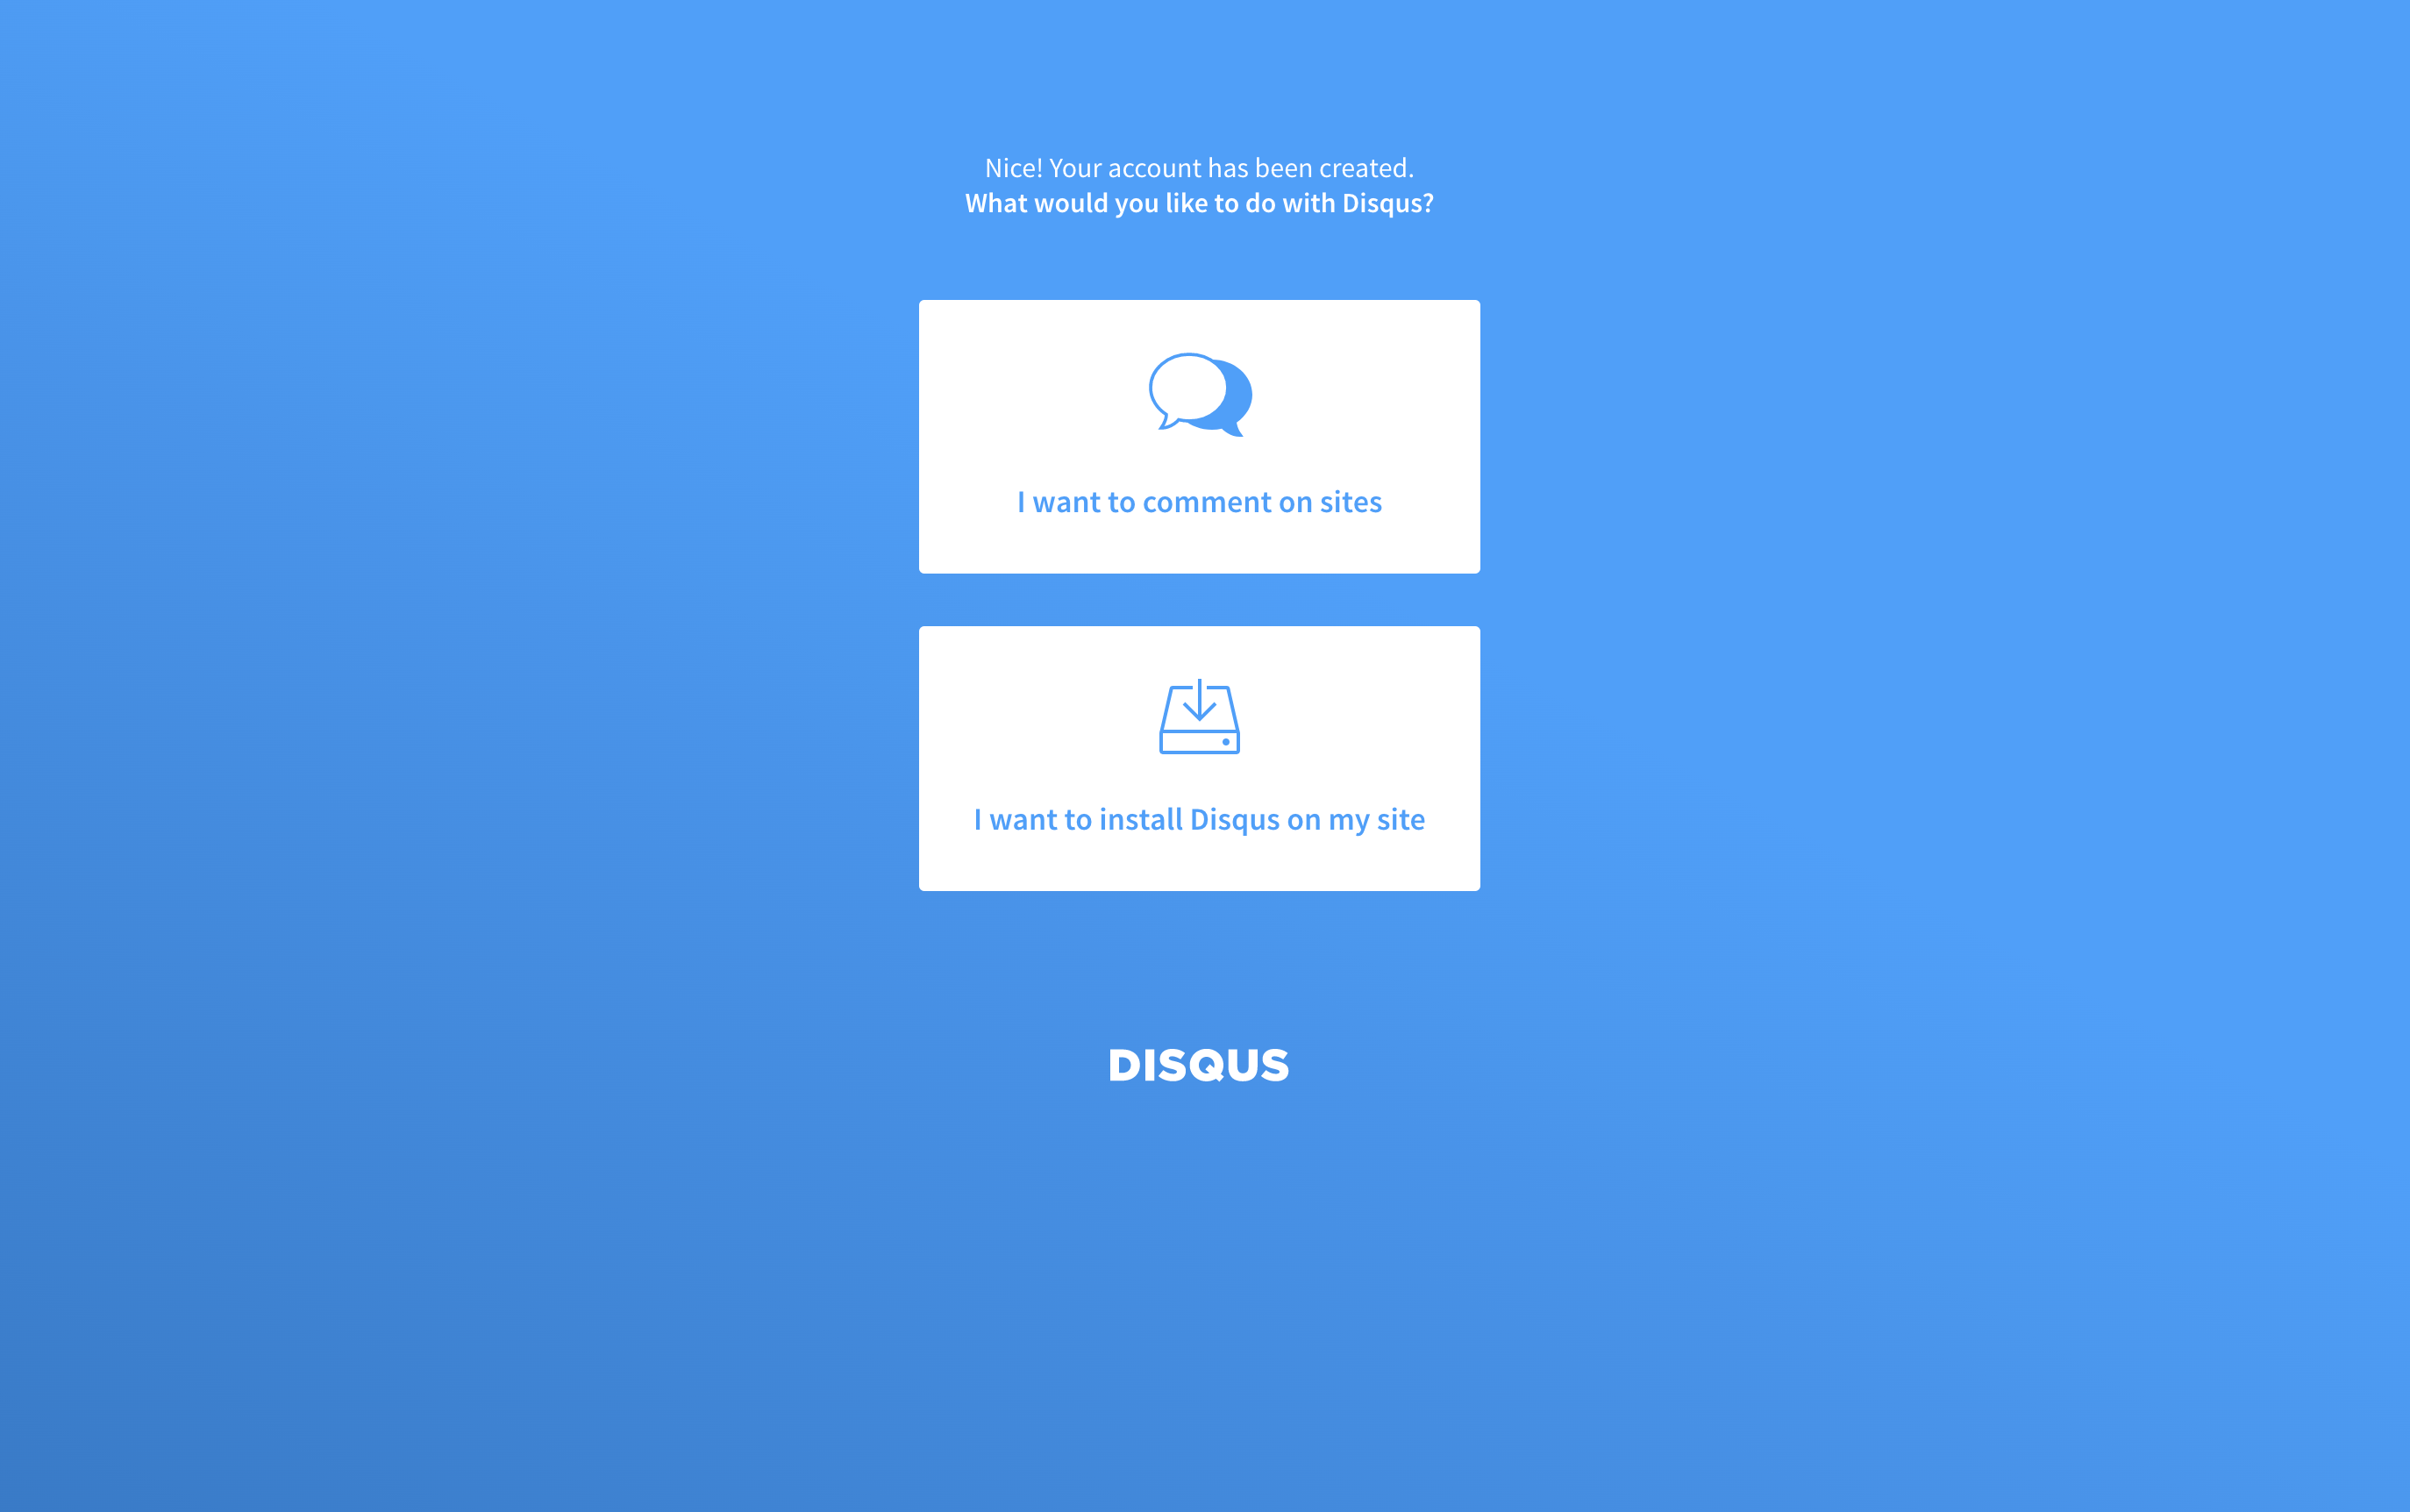 Nice! Your account has been created.
What would you like to do with Disqus?
I want to comment on sites
I want to install Disqus on my site
DISQUS